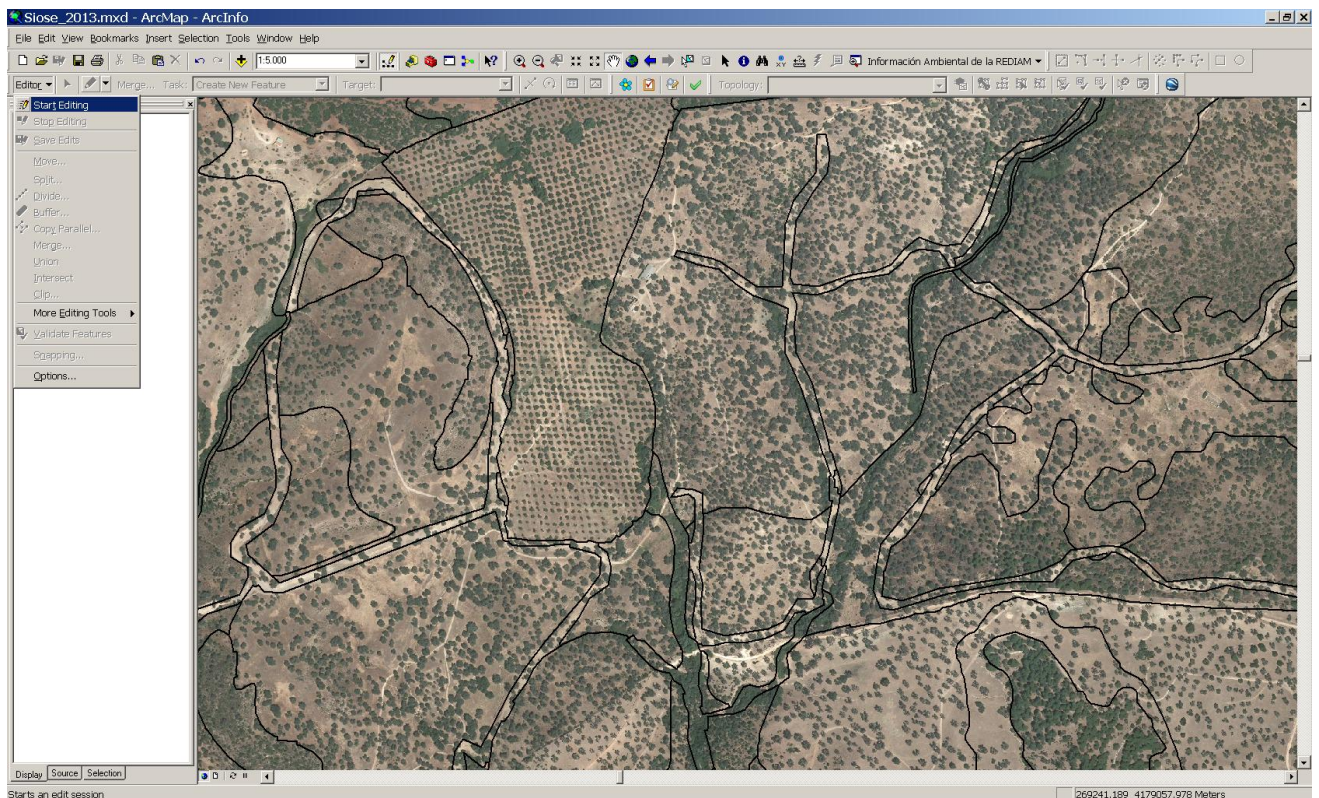 Siose_2013.mxd - ArcMap - ArcInfo
File Edit View Bookmarks Insert Selection Tools Window Help
1:5.000 Información Ambiental de la REDIAM
Editor Merge... Task: Create New Feature Target: Topology:
Start Editing
Stop Editing
Save Edits
Move...
Split...
Divide...
Buffer...
Copy Parallel...
Merge...
Union
Intersect
Clip...
More Editing Tools
Validate Features
Snapping...
Options...
Display Source Selection
Starts an edit session 269241,189 4179057,978 Meters